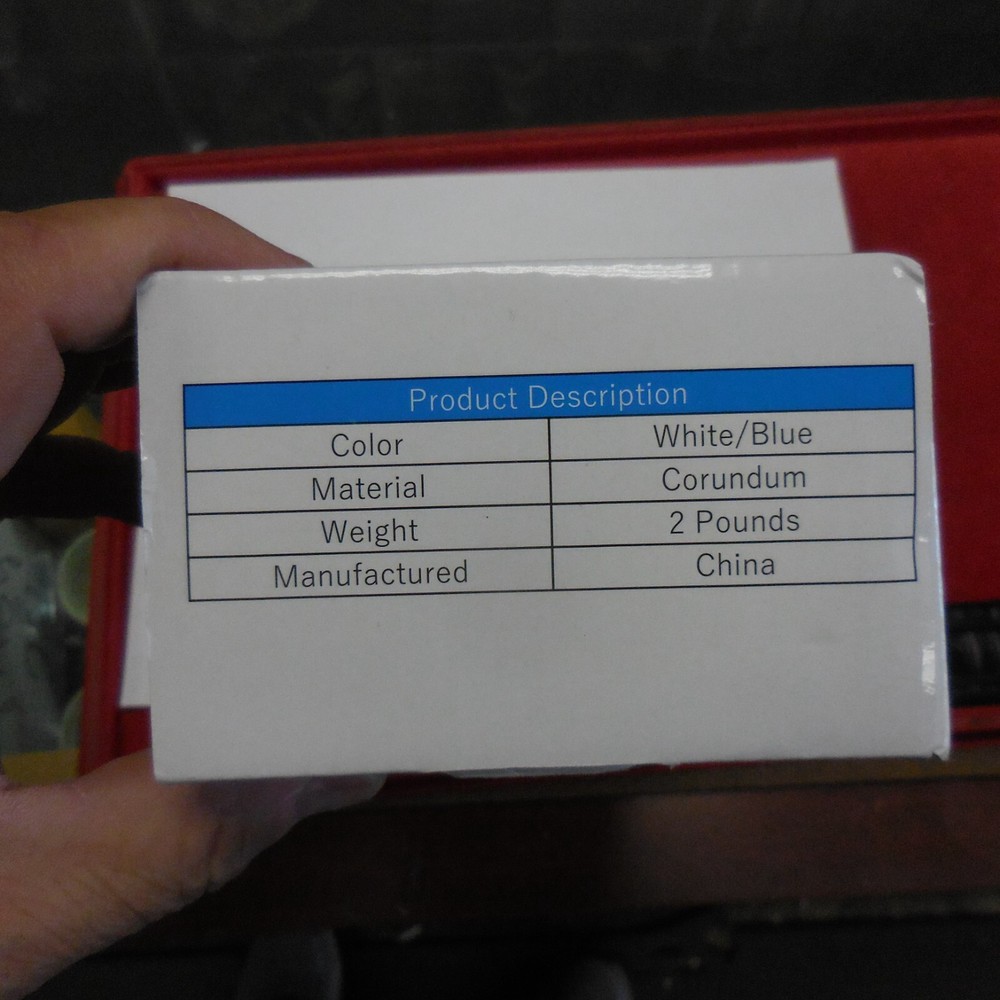 Product Description
Color White/Blue
Material Corundum
Weight 2 Pounds
Manufactured China